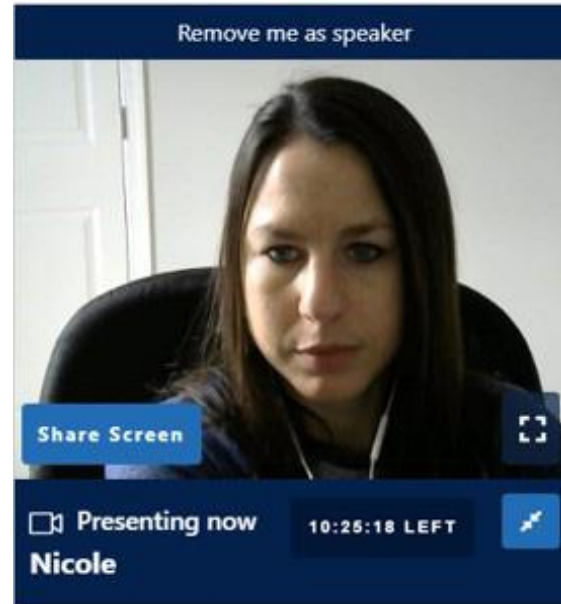 Remove me as speaker
Share Screen
Presenting now
10:25:18 LEFT
Nicole